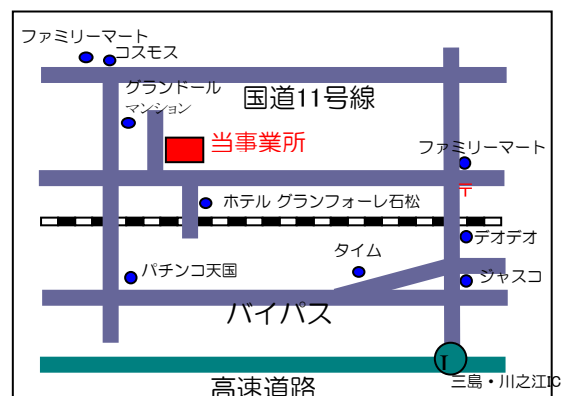 ファミリーマート
コスモス
グランドール
マンション
国道11号線
当事業所
ファミリーマート
〒
ホテル グランフォーレ石松
デオデオ
タイム
パチンコ天国
ジャスコ
バイパス
I
三島・川之江IC
高速道路